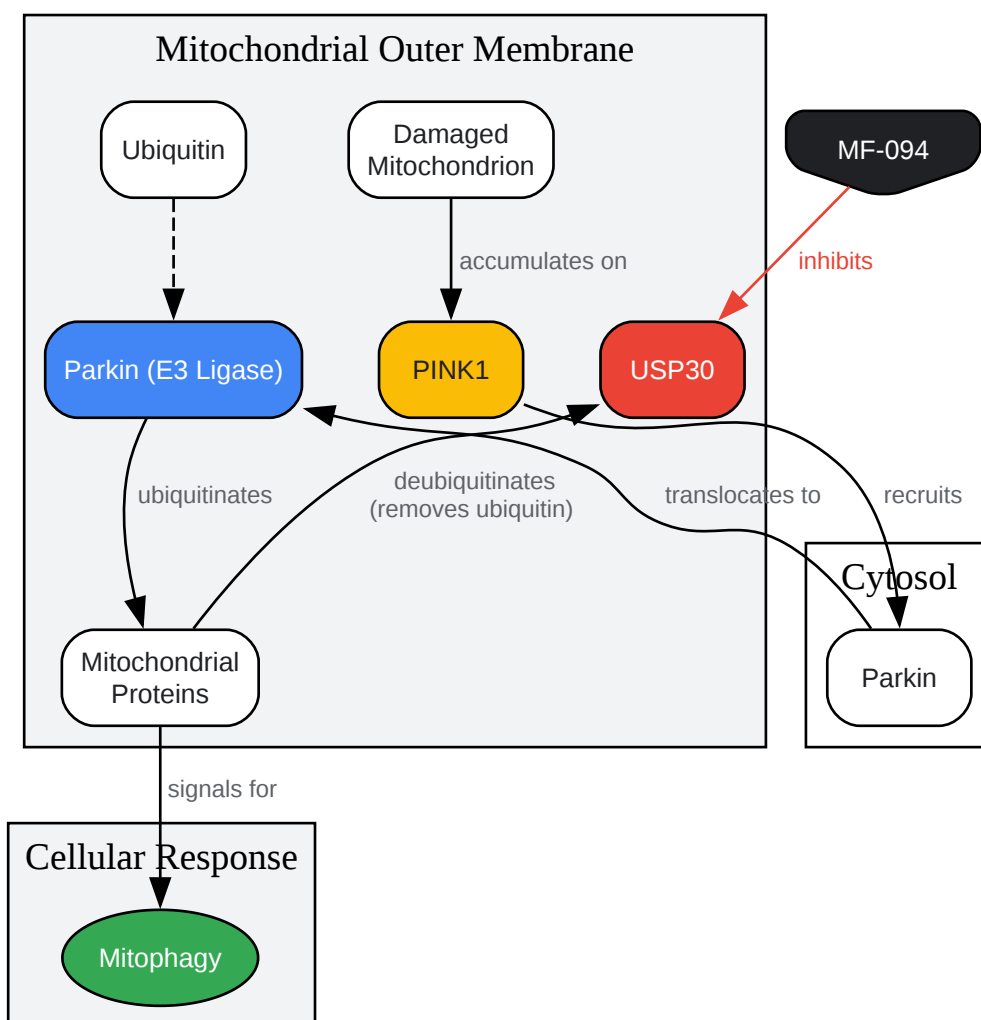 Mitochondrial Outer Membrane
Ubiquitin
Damaged
Mitochondrion
MF-094
accumulates on
inhibits
Parkin (E3 Ligase)
PINK1
USP30
ubiquitinates
deubiquitinates
(removes ubiquitin)
translocates to
recruits
Cytosol
Mitochondrial
Proteins
Parkin
signals for
Cellular Response
Mitophagy